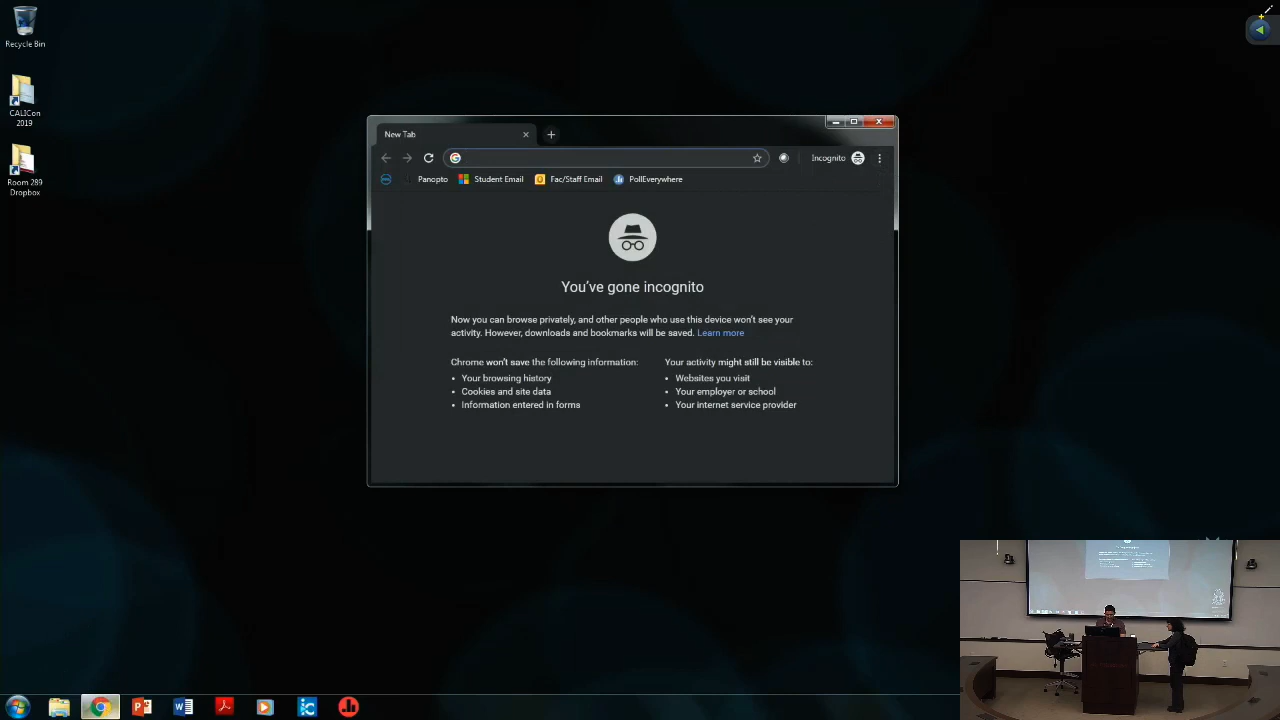 Recycle Bin
CALICon
2019
Room 289
Dropbox
New Tab
Incognito
Panopto
Student Email
Fac/Staff Email
PollEverywhere
You've gone incognito
Now you can browse privately, and other people who use this device won't see your
activity. However, downloads and bookmarks will be saved. Learn more
Chrome won't save the following information:
Your browsing history
Cookies and site data
Information entered in forms
Your activity might still be visible to:
Websites you visit
Your employer or school
Your internet service provider